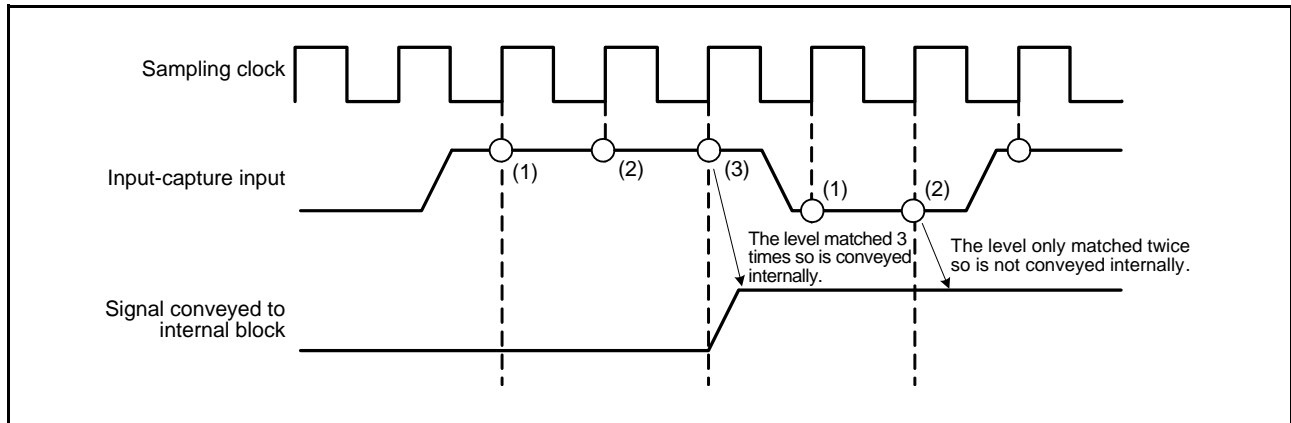 Sampling clock
Input-capture input
(1)
(2)
(3)
(1)
(2)
The level matched 3
times so is conveyed
internally.
The level only matched twice
so is not conveyed internally.
Signal conveyed to
internal block